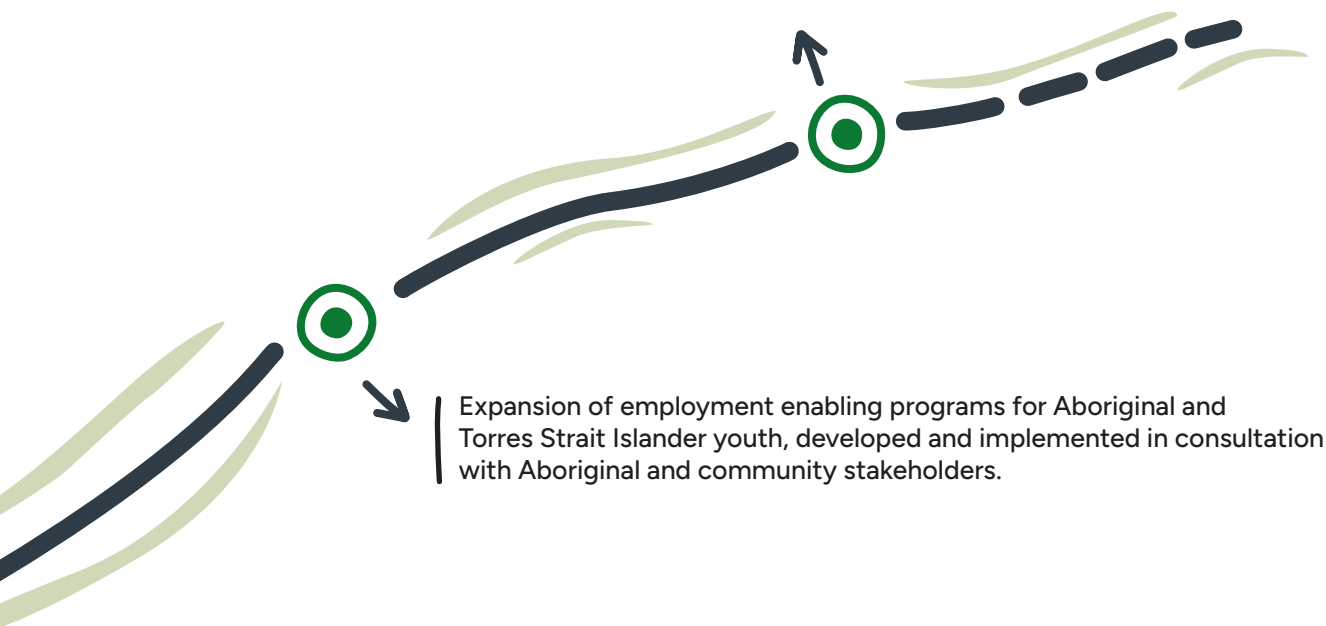 Expansion of employment enabling programs for Aboriginal and
Torres Strait Islander youth, developed and implemented in consultation
with Aboriginal and community stakeholders.